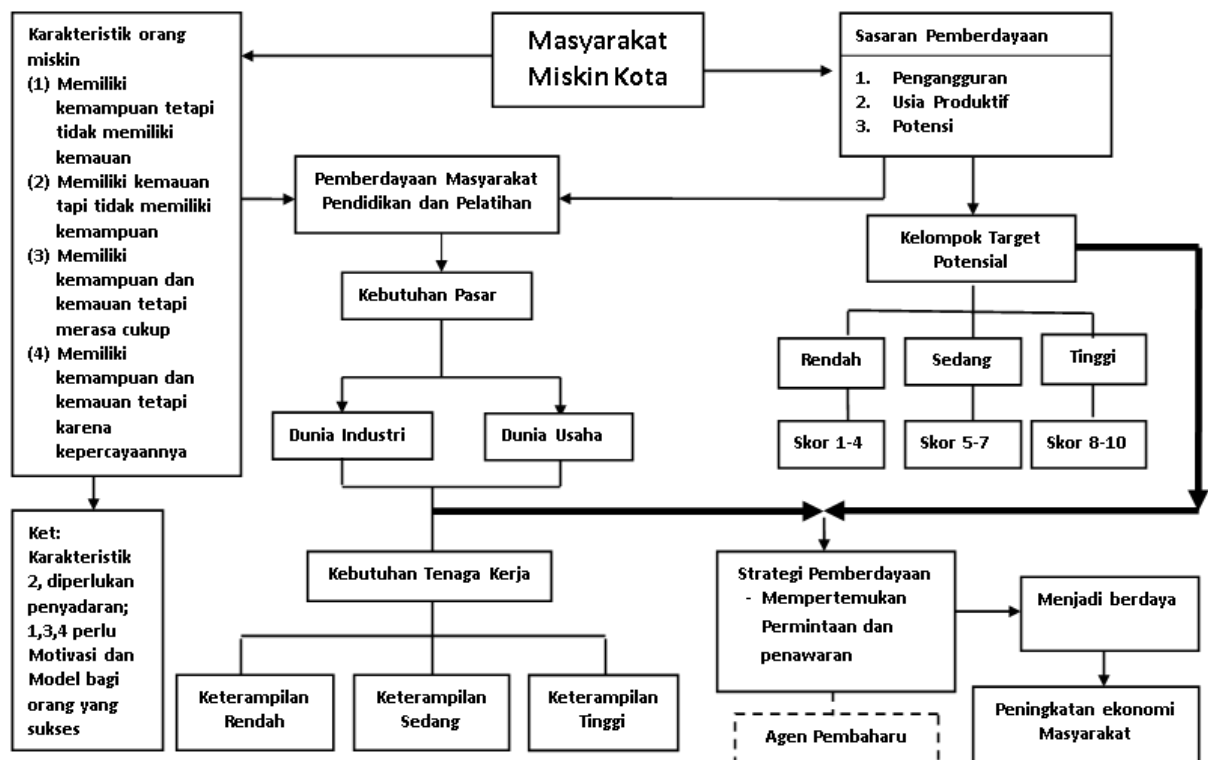 Karakteristik orang
miskin
(1) Memiliki
kemampuan tetapi
tidak memiliki
kemauan
(2) Memiliki kemauan
tapi tidak memiliki
kemampuan
(3) Memiliki
kemampuan dan
kemauan tetapi
merasa cukup
(4) Memiliki
kemampuan dan
kemauan tetapi
karena
kepercayaannya
Masyarakat
Miskin Kota
Sasaran Pemberdayaan
1. Pengangguran
2. Usia Produktif
3. Potensi
Pemberdayaan Masyarakat
Pendidikan dan Pelatihan
Kelompok Target
Potensial
Kebutuhan Pasar
Rendah
Sedang
Tinggi
Dunia Industri
Dunia Usaha
Skor 1-4
Skor 5-7
Skor 8-10
Ket:
Karakteristik
2, diperlukan
penyadaran;
1,3,4 perlu
Motivasi dan
Model bagi
orang yang
sukses
Kebutuhan Tenaga Kerja
Strategi Pemberdayaan
- Mempertemukan
Permintaan dan
penawaran
Menjadi berdaya
Keterampilan
Rendah
Keterampilan
Sedang
Keterampilan
Tinggi
Agen Pembaharu
Peningkatan ekonomi
Masyarakat